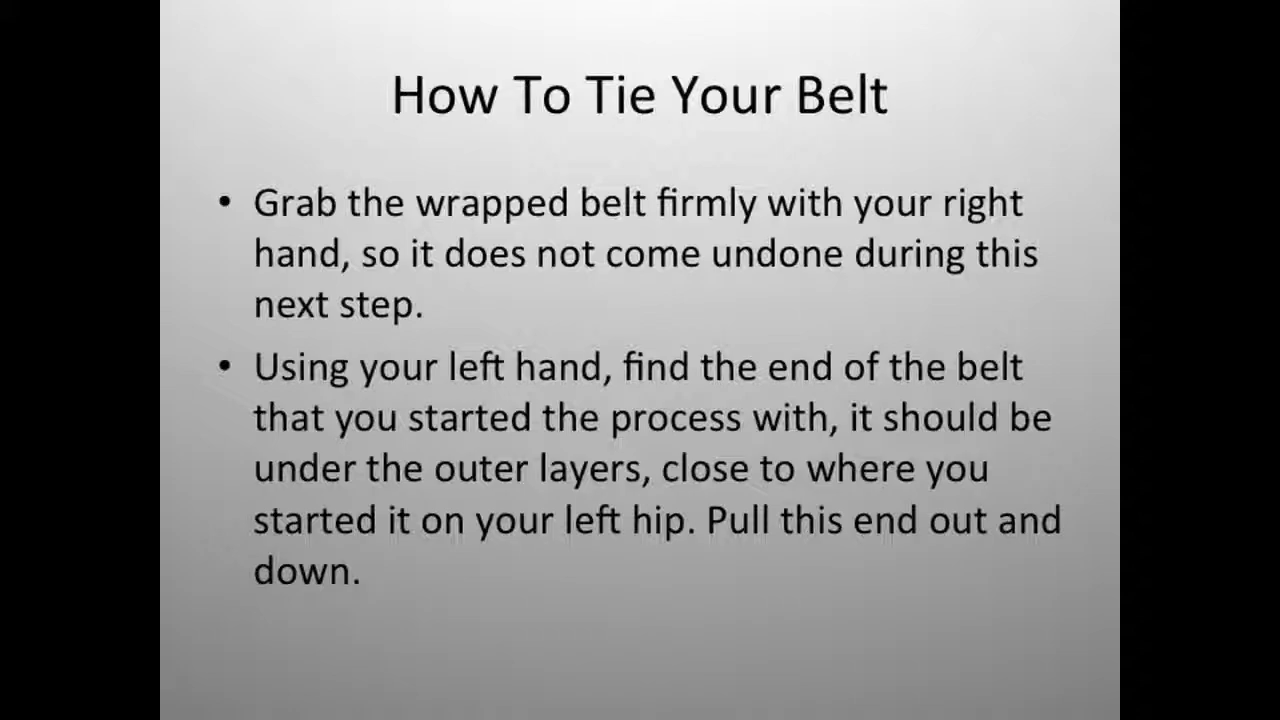 How To Tie Your Belt
• Grab the wrapped belt firmly with your right
hand, so it does not come undone during this
next step.
• Using your left hand, find the end of the belt
that you started the process with, it should be
under the outer layers, close to where you
started it on your left hip. Pull this end out and
down.